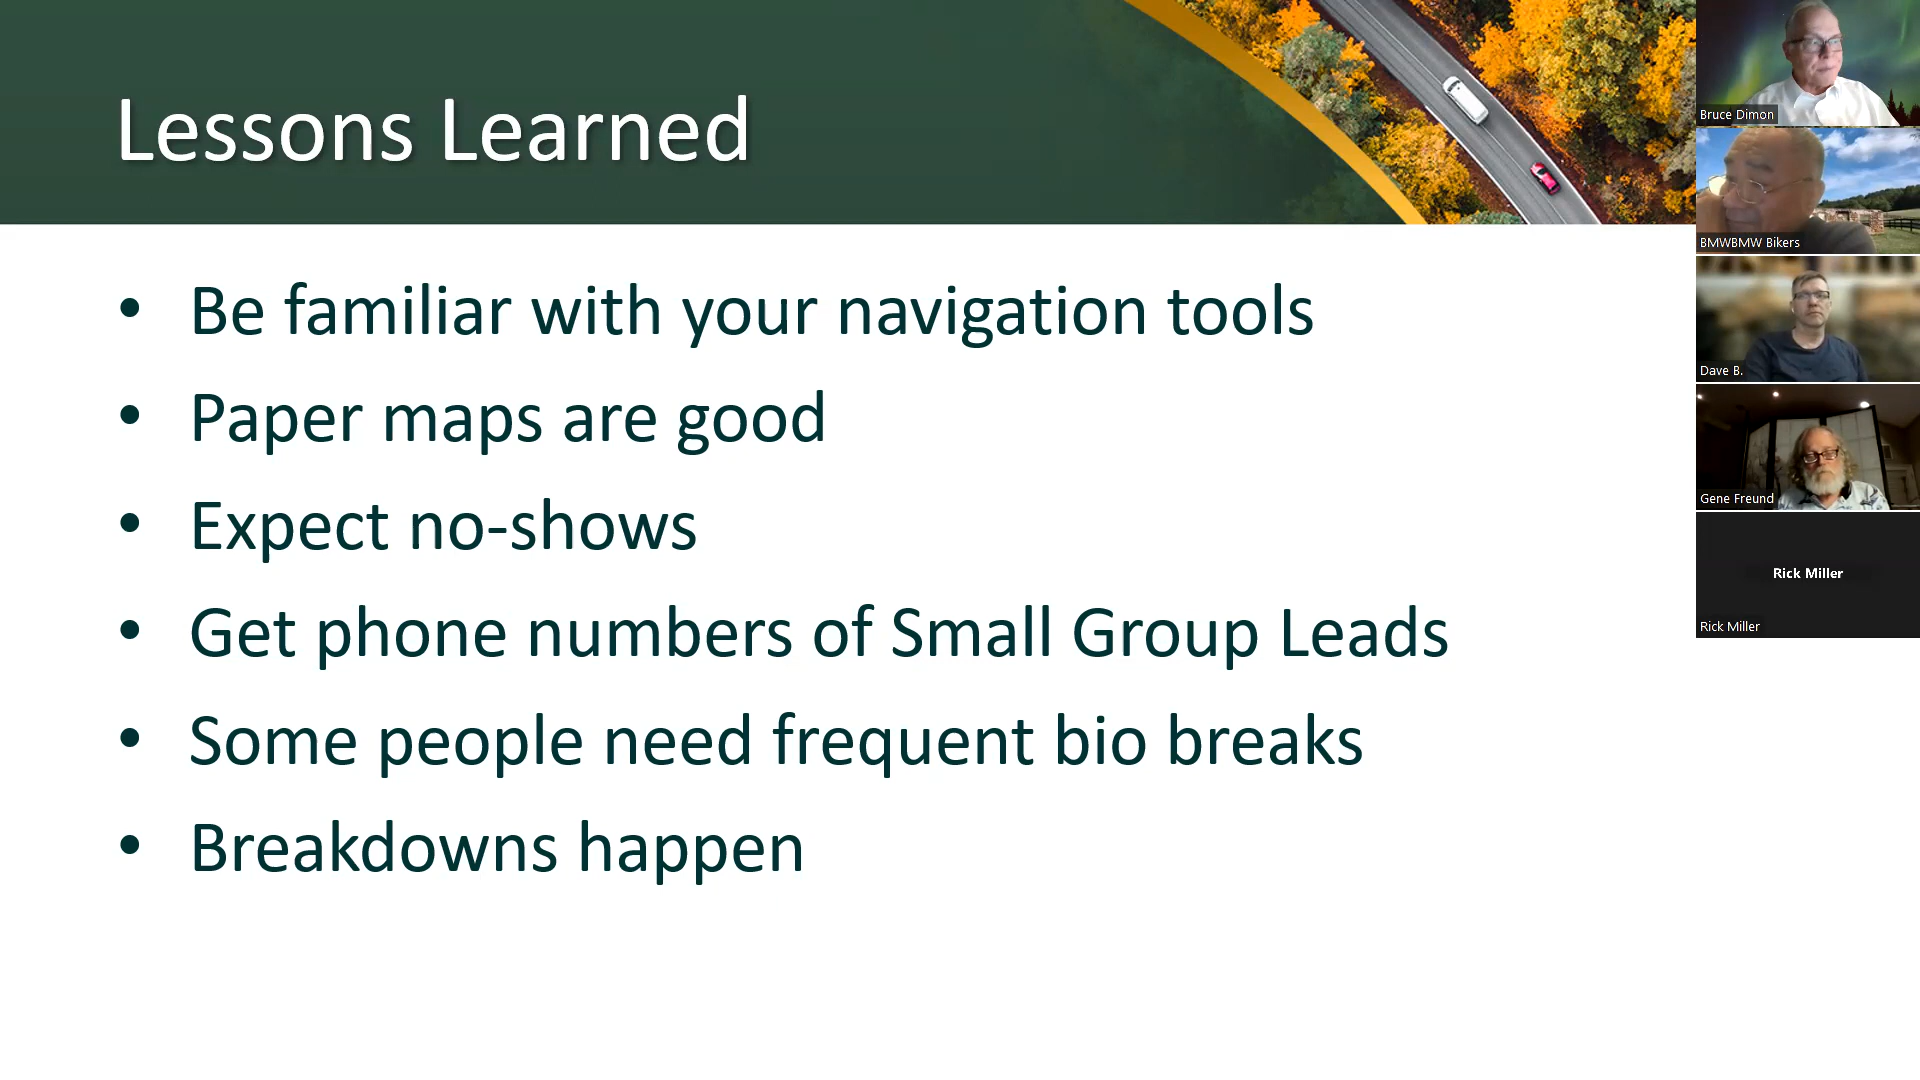 Lessons Learned
• Be familiar with your navigation tools
• Paper maps are good
• Expect no-shows
• Get phone numbers of Small Group Leads
• Some people need frequent bio breaks
• Breakdowns happen
Bruce Dimon
BMWBMW Bikers
Dave B.
Gene Freund
Rick Miller
Rick Miller